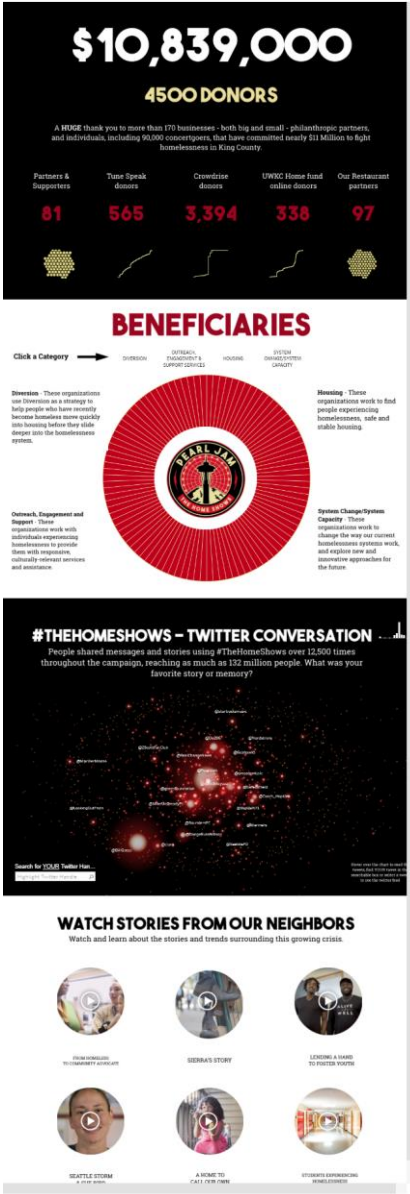 $10,839,000
4500 DONORS
A HUGE thank you to more than 170 businesses - both big and small - philanthropic partners,
and individuals, including 90,000 concertgoers, that have committed nearly $11 Million to fight
homelessness in King County.
Partners &
Supporters
Tune Speak
donors
Crowdrise
donors
UWKC Home fund
online donors
Our Restaurant
partners
81
565
3,394
338
97
BENEFICIARIES
Click a Category
DIVERSION
OUTREACH,
ENGAGEMENT &
SUPPORT SERVICES
HOUSING
SYSTEM
CHANGE/SYSTEM
CAPACITY
Diversion - These organizations
use Diversion as a strategy to
help people who have recently
become homeless move quickly
into housing before they slide
deeper into the homelessness
system.
Housing - These
organizations work to find
people experiencing
homelessness, safe and
stable housing.
PEARL JAM
THE HOME SHOWS
Outreach, Engagement and
Support - These
organizations work with
individuals experiencing
homelessness to provide
them with responsive,
culturally-relevant services
and assistance.
System Change/System
Capacity - These
organizations work to
change the way our current
homelessness systems work,
and explore new and
innovative approaches for
the future.
#THEHOMESHOWS - TWITTER CONVERSATION
People shared messages and stories using #TheHomeShows over 12,500 times
throughout the campaign, reaching as much as 132 million people. What was your
favorite story or memory?
Search for YOUR Twitter Han...
Highlight Twitter Handle
WATCH STORIES FROM OUR NEIGHBORS
Watch and learn about the stories and trends surrounding this growing crisis.
FROM HOMELESS
TO COMMUNITY ADVOCATE
SIERRA'S STORY
LENDING A HAND
TO FOSTER YOUTH
SEATTLE STORM
A HOME TO
CALL OUR OWN
STUDENTS EXPERIENCING
HOMELESSNESS